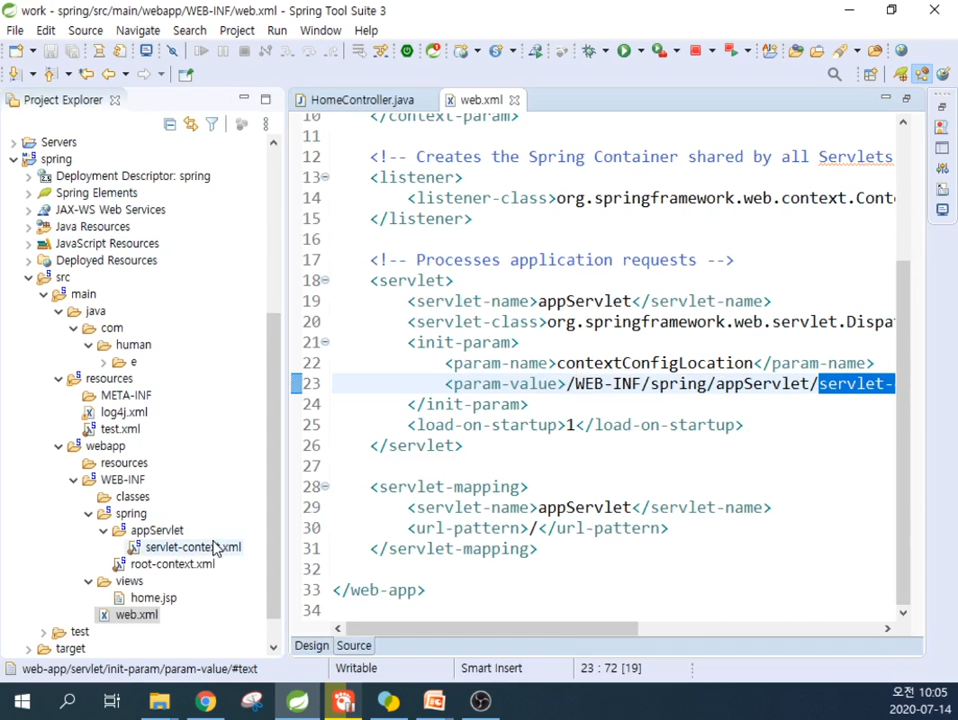 work - spring/src/main/webapp/WEB-INF/web.xml - Spring Tool Suite 3
File Edit Source Navigate Search Project Run Window Help
Project Explorer
HomeController.java
web.xml
Servers
spring
Deployment Descriptor: spring
Spring Elements
JAX-WS Web Services
Java Resources
JavaScript Resources
Deployed Resources
src
main
java
com
human
e
resources
META-INF
log4j.xml
test.xml
webapp
resources
WEB-INF
classes
spring
appServlet
servlet-context.xml
root-context.xml
views
home.jsp
web.xml
test
target
10 </context-param>
11
12 <!-- Creates the Spring Container shared by all Servlets
13 <listener>
14 <listener-class>org.springframework.web.context.Cont
15 </listener>
16
17 <!-- Processes application requests -->
18 <servlet>
19 <servlet-name>appServlet</servlet-name>
20 <servlet-class>org.springframework.web.servlet.Dispa
21 <init-param>
22 <param-name>contextConfigLocation</param-name>
23 <param-value>/WEB-INF/spring/appServlet/servlet-
24 </init-param>
25 <load-on-startup>1</load-on-startup>
26 </servlet>
27
28 <servlet-mapping>
29 <servlet-name>appServlet</servlet-name>
30 <url-pattern>/</url-pattern>
31 </servlet-mapping>
32
33 </web-app>
34
Design Source
web-app/servlet/init-param/param-value/#text
Writable
Smart Insert
23 : 72 [19]
오전 10:05
2020-07-14